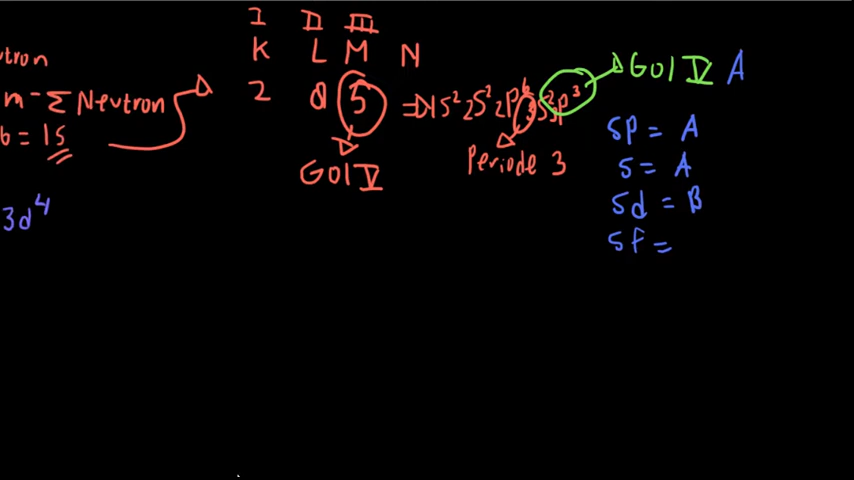 I II III
K L M N
2 8 5 ⇒ 1s² 2s² 2p⁶ 3s² 3p³ → Gol V A
Gol V
Periode 3
tron
m - Σ Neutron
6 = 15
3d⁴
sp = A
s = A
sd = B
sf =